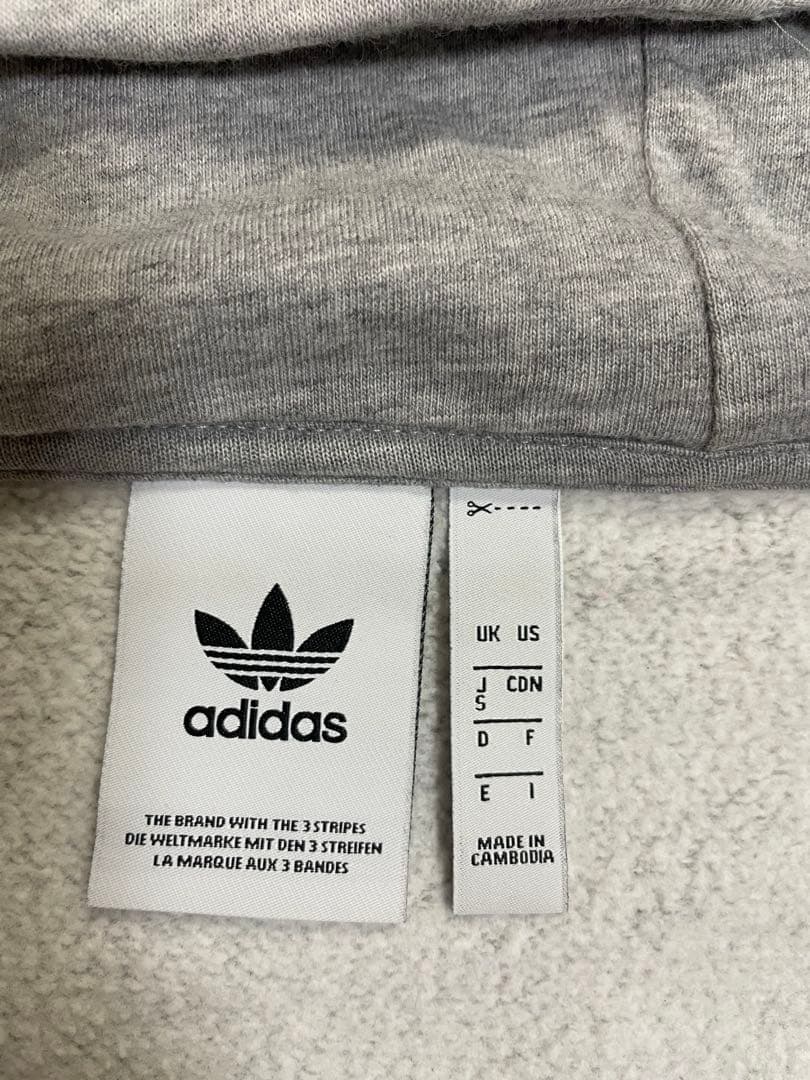 adidas
THE BRAND WITH THE 3 STRIPES
DIE WELTMARKE MIT DEN 3 STREIFEN
LA MARQUE AUX 3 BANDES
UK US
J CDN
S
D F
E I
MADE IN
CAMBODIA